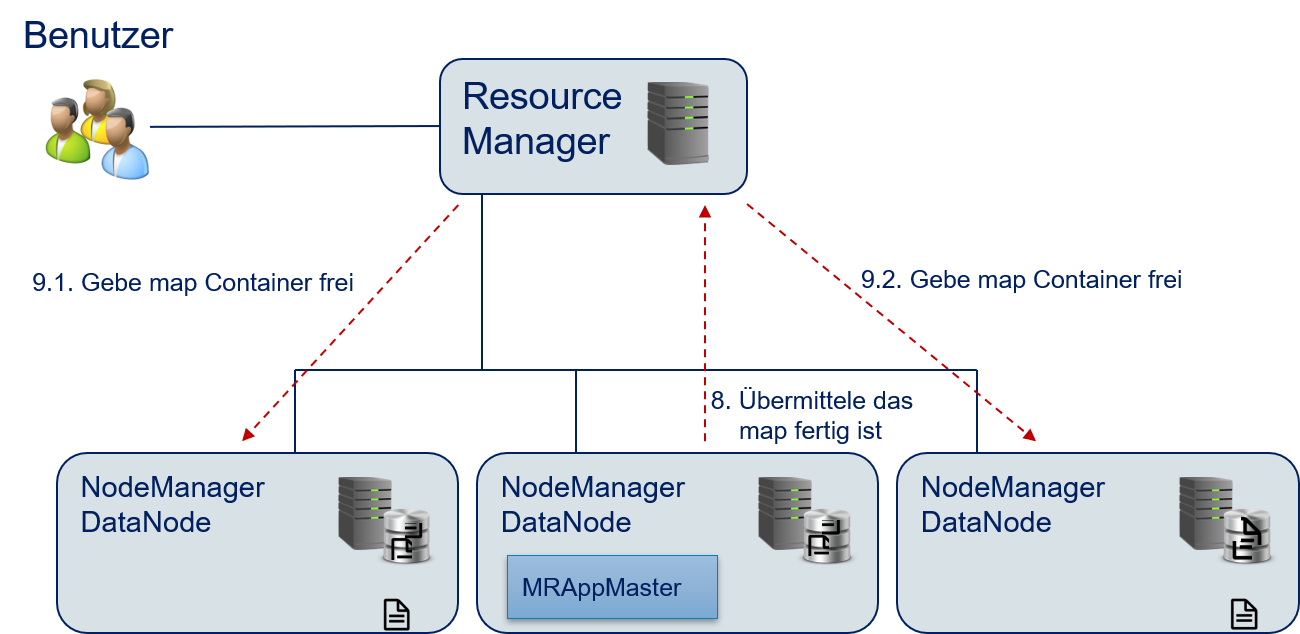 Benutzer
Resource
Manager
9.1. Gebe map Container frei
9.2. Gebe map Container frei
8. Übermittele das
map fertig ist
NodeManager
DataNode
NodeManager
DataNode
MRAppMaster
NodeManager
DataNode